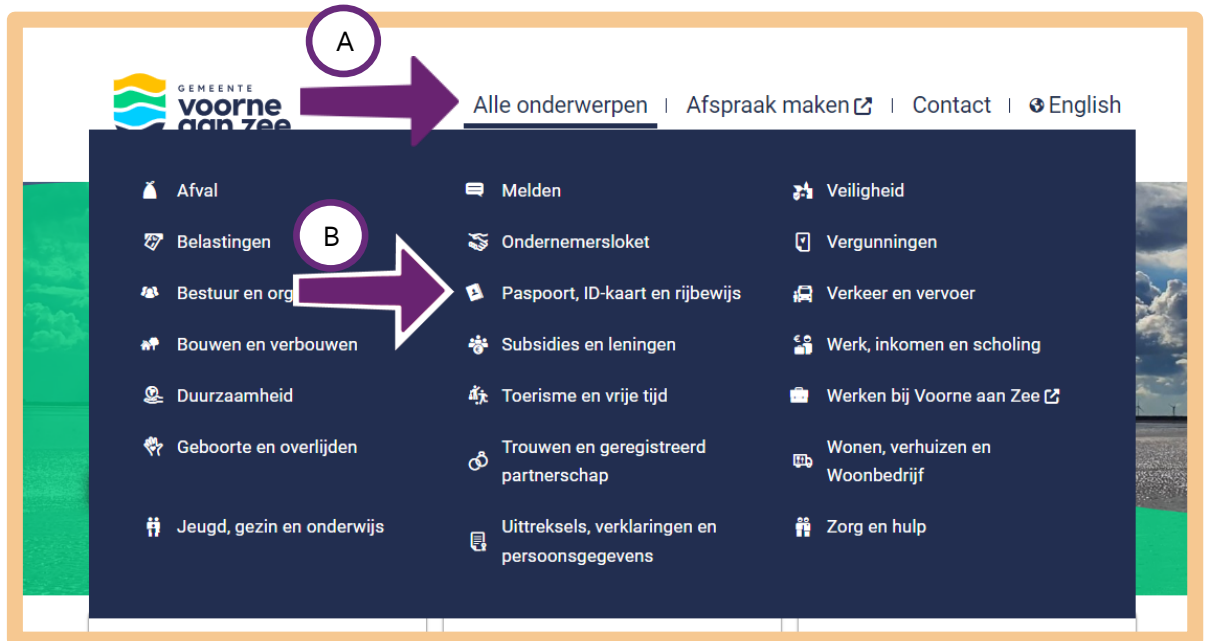 A
GEMEENTE
voorne
aan zee
Alle onderwerpen | Afspraak maken | Contact | English
Afval
Melden
Veiligheid
Belastingen
B
Ondernemersloket
Vergunningen
Bestuur en org
Paspoort, ID-kaart en rijbewijs
Verkeer en vervoer
Bouwen en verbouwen
Subsidies en leningen
Werk, inkomen en scholing
Duurzaamheid
Toerisme en vrije tijd
Werken bij Voorne aan Zee
Geboorte en overlijden
Trouwen en geregistreerd
partnerschap
Wonen, verhuizen en
Woonbedrijf
Jeugd, gezin en onderwijs
Uittreksels, verklaringen en
persoonsgegevens
Zorg en hulp